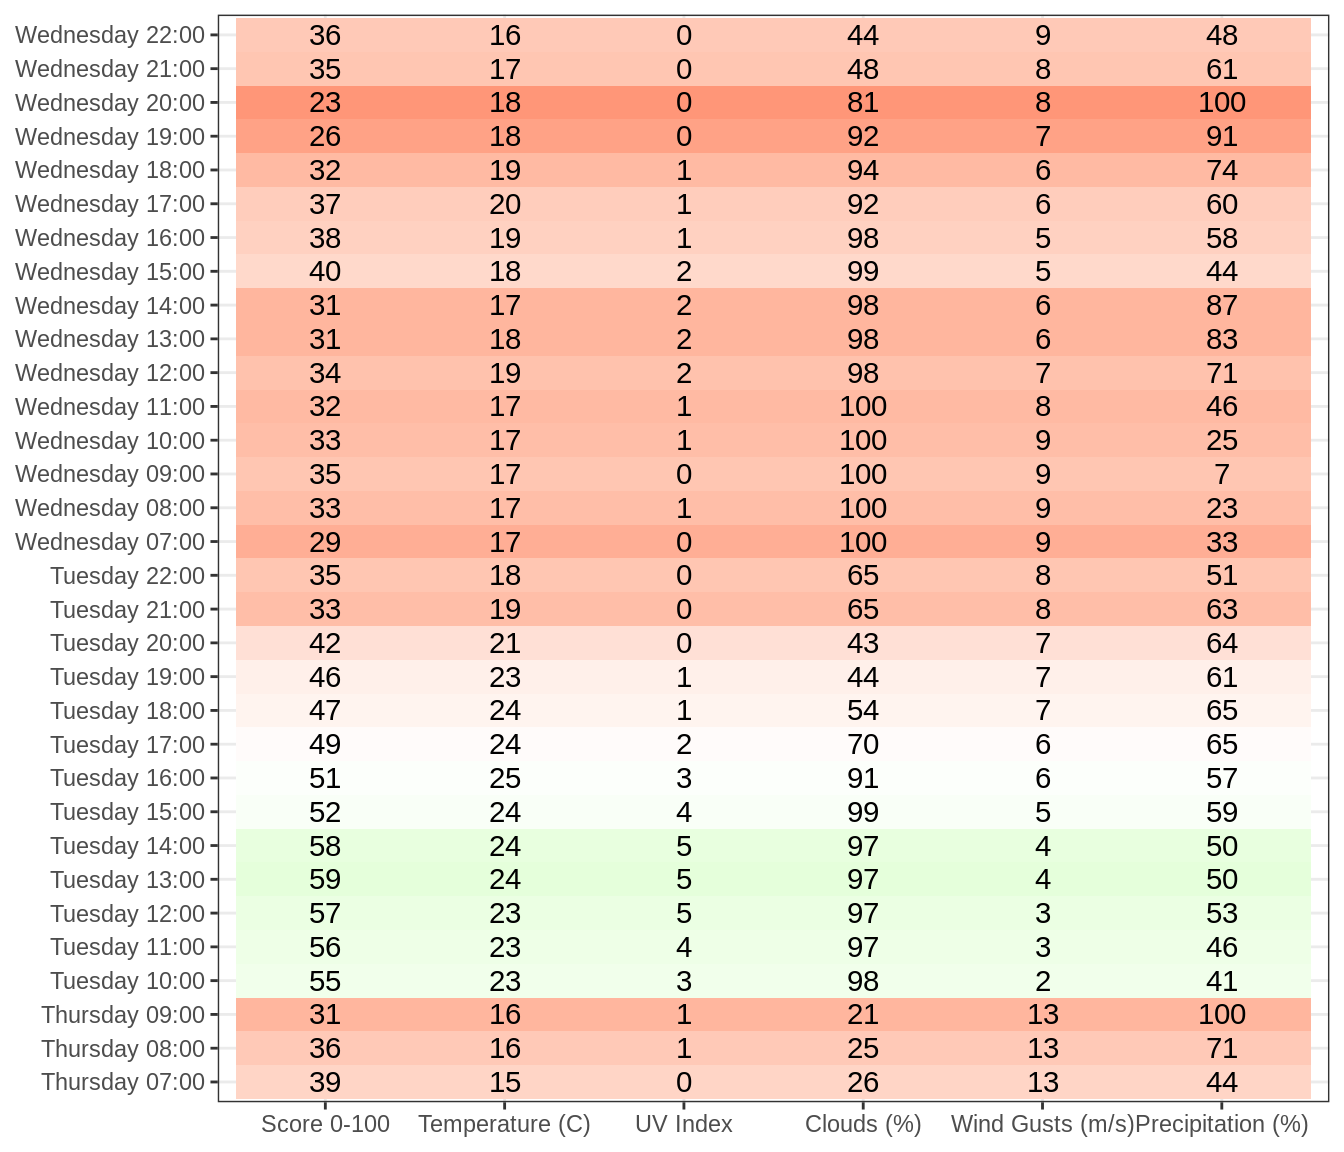 Wednesday 22:00 36 16 0 44 9 48
Wednesday 21:00 35 17 0 48 8 61
Wednesday 20:00 23 18 0 81 8 100
Wednesday 19:00 26 18 0 92 7 91
Wednesday 18:00 32 19 1 94 6 74
Wednesday 17:00 37 20 1 92 6 60
Wednesday 16:00 38 19 1 98 5 58
Wednesday 15:00 40 18 2 99 5 44
Wednesday 14:00 31 17 2 98 6 87
Wednesday 13:00 31 18 2 98 6 83
Wednesday 12:00 34 19 2 98 7 71
Wednesday 11:00 32 17 1 100 8 46
Wednesday 10:00 33 17 1 100 9 25
Wednesday 09:00 35 17 0 100 9 7
Wednesday 08:00 33 17 1 100 9 23
Wednesday 07:00 29 17 0 100 9 33
Tuesday 22:00 35 18 0 65 8 51
Tuesday 21:00 33 19 0 65 8 63
Tuesday 20:00 42 21 0 43 7 64
Tuesday 19:00 46 23 1 44 7 61
Tuesday 18:00 47 24 1 54 7 65
Tuesday 17:00 49 24 2 70 6 65
Tuesday 16:00 51 25 3 91 6 57
Tuesday 15:00 52 24 4 99 5 59
Tuesday 14:00 58 24 5 97 4 50
Tuesday 13:00 59 24 5 97 4 50
Tuesday 12:00 57 23 5 97 3 53
Tuesday 11:00 56 23 4 97 3 46
Tuesday 10:00 55 23 3 98 2 41
Thursday 09:00 31 16 1 21 13 100
Thursday 08:00 36 16 1 25 13 71
Thursday 07:00 39 15 0 26 13 44
Score 0-100 Temperature (C) UV Index Clouds (%) Wind Gusts (m/s) Precipitation (%)